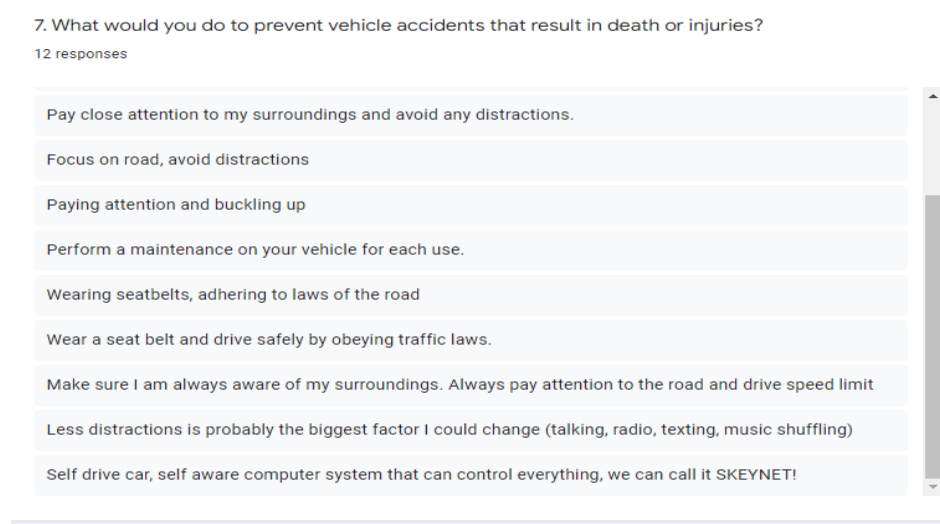 7. What would you do to prevent vehicle accidents that result in death or injuries?
12 responses
Pay close attention to my surroundings and avoid any distractions.
Focus on road, avoid distractions
Paying attention and buckling up
Perform a maintenance on your vehicle for each use.
Wearing seatbelts, adhering to laws of the road
Wear a seat belt and drive safely by obeying traffic laws.
Make sure I am always aware of my surroundings. Always pay attention to the road and drive speed limit
Less distractions is probably the biggest factor I could change (talking, radio, texting, music shuffling)
Self drive car, self aware computer system that can control everything, we can call it SKEYNET!